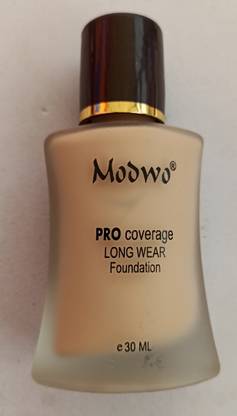 Modwo®
PRO coverage
LONG WEAR
Foundation
e 30 ML